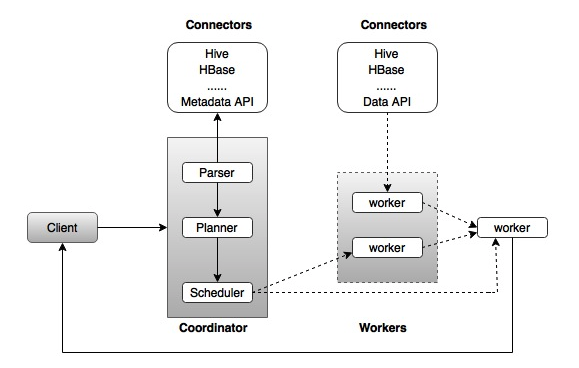 Connectors
Connectors
Hive
HBase
......
Metadata API
Hive
HBase
......
Data API
Parser
Planner
Scheduler
Coordinator
Client
worker
worker
Workers
worker